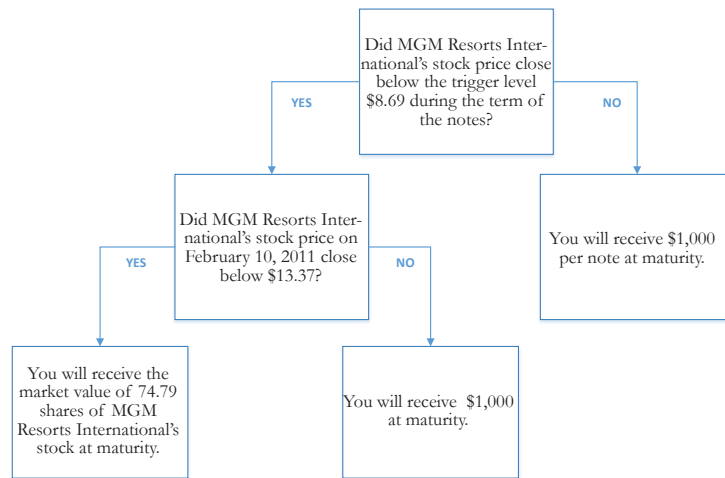 Did MGM Resorts Inter-
national's stock price close
below the trigger level
$8.69 during the term of
the notes?
YES
NO
Did MGM Resorts Inter-
national's stock price on
February 10, 2011 close
below $13.37?
You will receive $1,000
per note at maturity.
YES
NO
You will receive the
market value of 74.79
shares of MGM
Resorts International's
stock at maturity.
You will receive $1,000
at maturity.